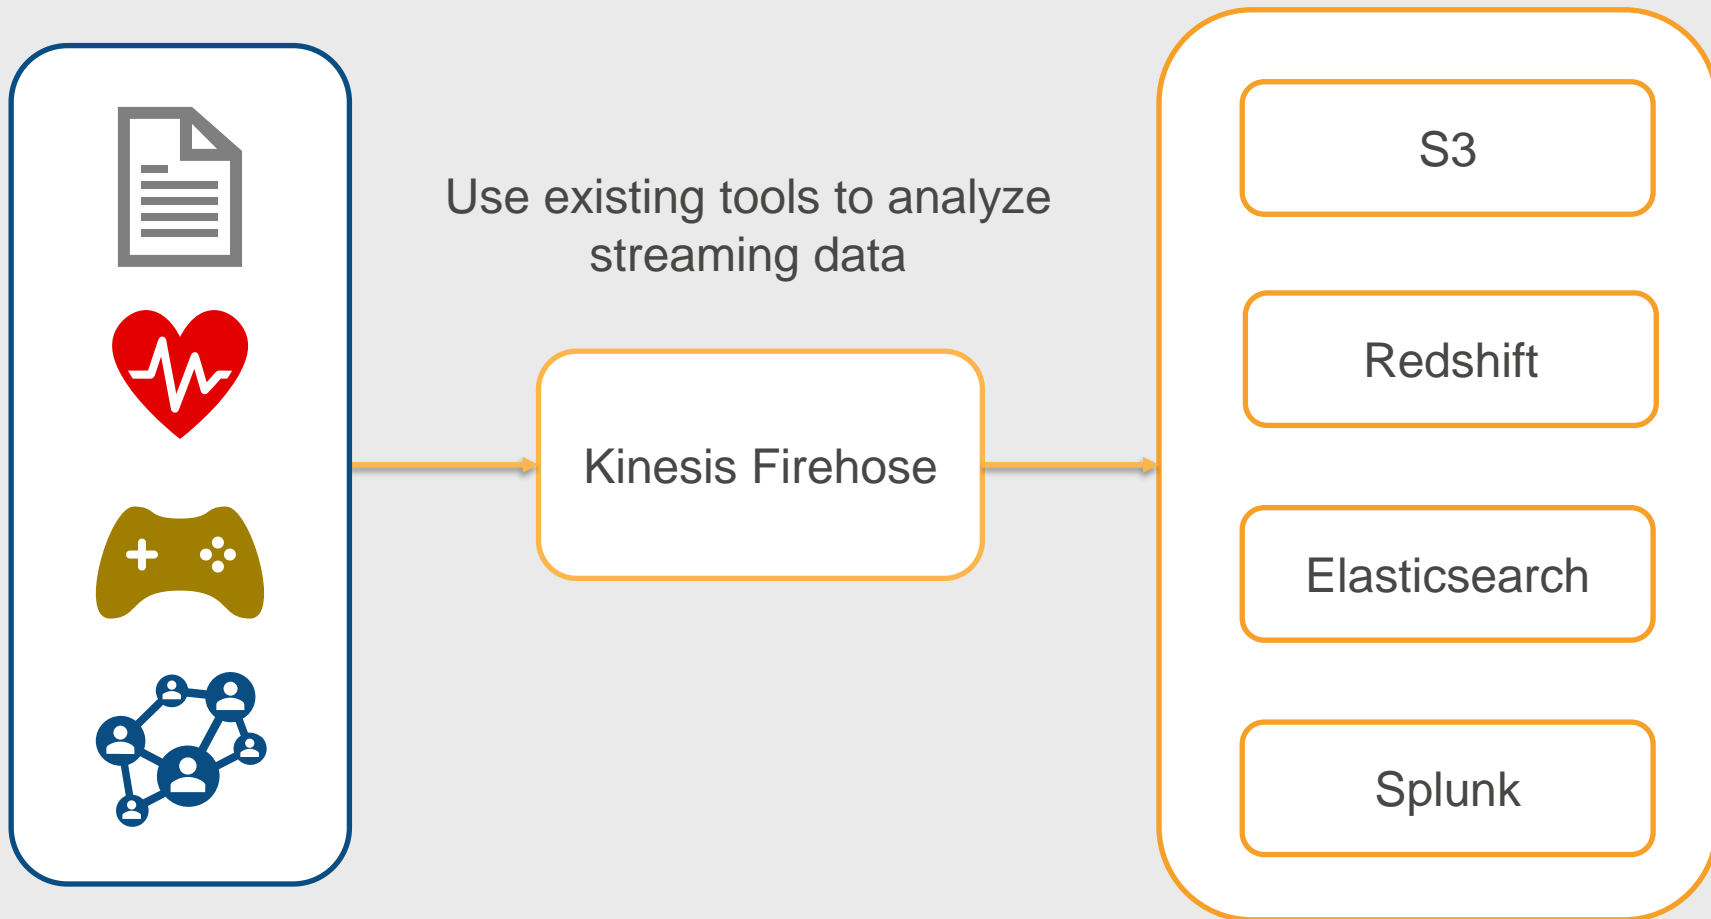 Use existing tools to analyze
streaming data
Kinesis Firehose
S3
Redshift
Elasticsearch
Splunk